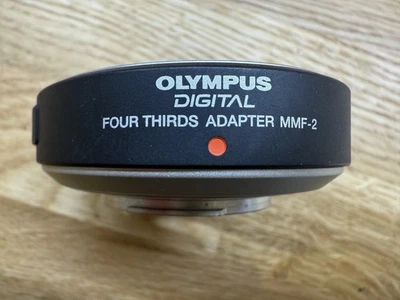 OLYMPUS
DIGITAL
FOUR THIRDS ADAPTER MMF-2